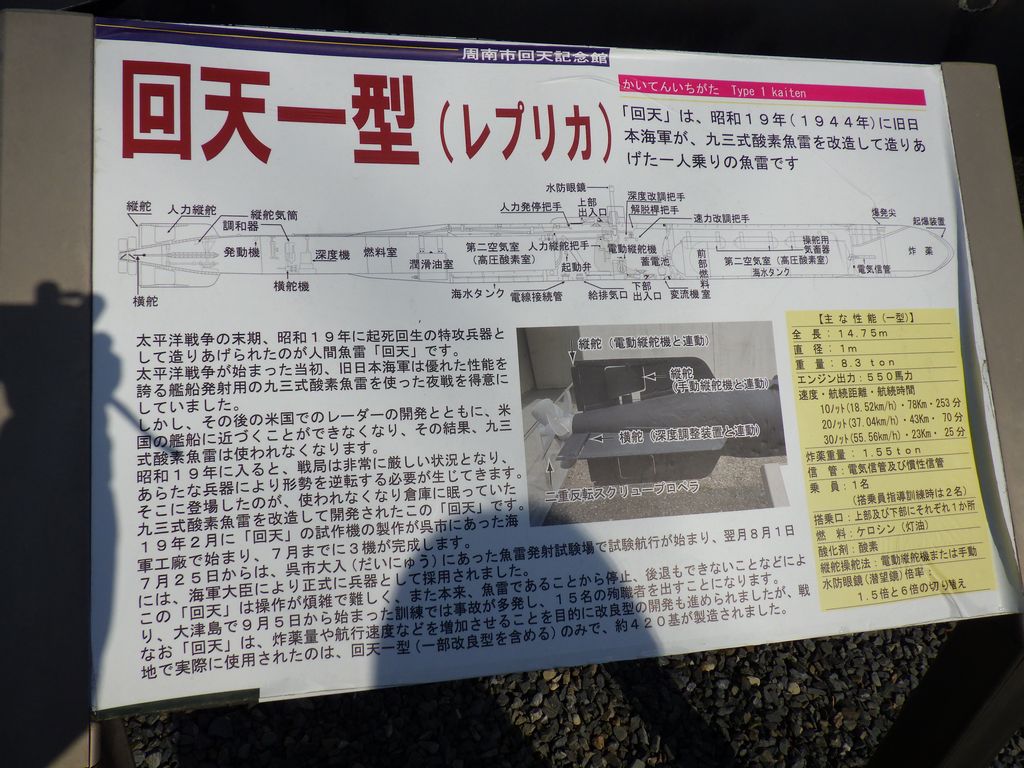 周南市回天記念館
回天一型(レプリカ)
かいてんいちがた Type 1 kaiten
「回天」は、昭和19年(1944年)に旧日
本海軍が、九三式酸素魚雷を改造して造りあ
げた一人乗りの魚雷です
縦舵
人力縦舵
縦舵気筒
調和器
発動機
横舵
横舵機
深度機
燃料室
潤滑油室
海水タンク
第二空気室
(高圧酸素室)
電線接続管
人力発停把手
水防眼鏡
上部
出入口
人力縦舵把手
起動弁
給排気口
深度改調把手
解脱桿把手
速力改調把手
電動縦舵機
蓄電池
下部
出入口
変流機
前部燃料室
第二空気室(高圧酸素室)
海水タンク
操舵用
気蓄器
爆発尖
起爆装置
炸薬
電気信管
太平洋戦争の末期、昭和19年に起死回生の特攻兵器と
して造りあげられたのが人間魚雷「回天」です。
太平洋戦争が始まった当初、旧日本海軍は優れた性能を
誇る艦船発射用の九三式酸素魚雷を使った夜戦を得意に
していました。
しかし、その後の米国でのレーダーの開発とともに、米
国の艦船に近づくことができなくなり、その結果、九三
式酸素魚雷は使われなくなります。
昭和19年に入ると、戦局は非常に厳しい状況となり、
あらたな兵器により形勢を逆転する必要が生じてきます。
そこに登場したのが、使われなくなり倉庫に眠っていた
九三式酸素魚雷を改造して開発されたこの「回天」です。
19年2月に「回天」の試作機の製作が呉市にあった海
軍工廠で始まり、7月までに3機が完成します。
7月25日からは、呉市大入(だいにゅう)にあった魚雷発射試験場で試験航行が始まり、翌月8月1日
には、海軍大臣により正式に兵器として採用されました。
この「回天」は操作が煩雑で難しく、また本来、魚雷であることから停止、後退もできないことなどによ
り、大津島で9月5日から始まった訓練では事故が多発し、15名の殉職者を出すことになります。
なお「回天」は、炸薬量や航行速度などを増加させることを目的に改良型の開発も進められましたが、戦
地で実際に使用されたのは、回天一型(一部改良型を含める)のみで、約420基が製造されました。
縦舵(電動縦舵機と連動)
縦舵
(手動縦舵機と連動)
横舵(深度調整装置と連動)
二重反転スクリュープロペラ
【主な性能(一型)】
全長:14.75m
直径:1m
重量:8.3ton
エンジン出力:550馬力
速度・航続距離・航続時間
10ノット(18.52km/h)・78Km・253分
20ノット(37.04km/h)・43Km・70分
30ノット(55.56km/h)・23Km・25分
炸薬重量:1.55ton
信管:電気信管及び慣性信管
乗員:1名
(搭乗員指導訓練時は2名)
搭乗口:上部及び下部にそれぞれ1か所
燃料:ケロシン(灯油)
酸化剤:酸素
縦舵操舵法:電動縦舵機または手動
水防眼鏡(潜望鏡)倍率:
1.5倍と6倍の切り替え